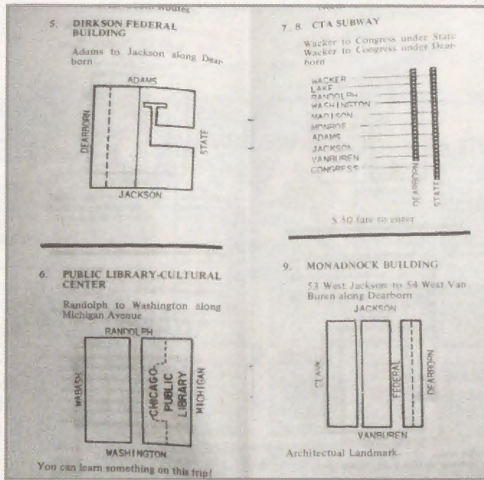 Routes
5. DIRKSON FEDERAL
BUILDING
Adams to Jackson along Dear-
born
ADAMS
DEARBORN
STATE
JACKSON
6. PUBLIC LIBRARY-CULTURAL
CENTER
Randolph to Washington along
Michigan Avenue
RANDOLPH
WABASH
CHICAGO
PUBLIC
LIBRARY
MICHIGAN
WASHINGTON
You can learn something on this trip!
7. 8. CTA SUBWAY
Wacker to Congress under State
Wacker to Congress under Dear-
born
WACKER
LAKE
RANDOLPH
WASHINGTON
MADISON
MONROE
ADAMS
JACKSON
VANBUREN
CONGRESS
DEARBORN
STATE
$.50 fare to enter
9. MONADNOCK BUILDING
53 West Jackson to 54 West Van
Buren along Dearborn
JACKSON
CLARK
FEDERAL
DEARBORN
VANBUREN
Architectual Landmark